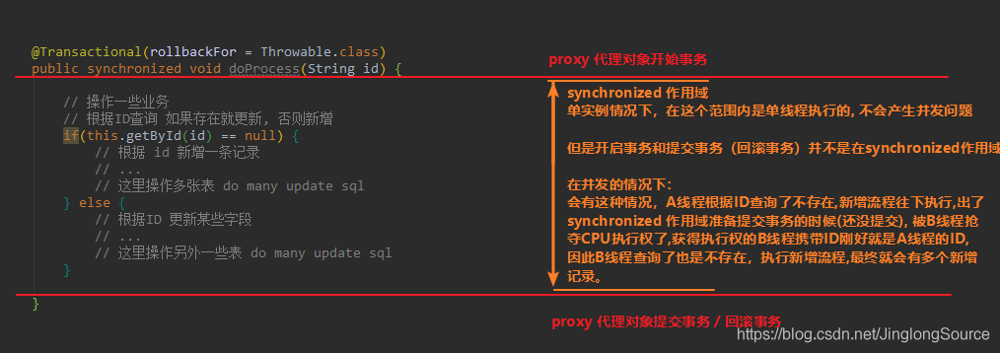 @Transactional(rollbackFor = Throwable.class)
public synchronized void doProcess(String id) {
// 操作一些业务
// 根据ID查询 如果存在就更新, 否则新增
if(this.getById(id) == null) {
// 根据 id 新增一条记录
// ...
// 这里操作多张表 do many update sql
} else {
// 根据ID 更新某些字段
// ...
// 这里操作另外一些表 do many update sql
}
}
proxy 代理对象开始事务
synchronized 作用域
单实例情况下，在这个范围内是单线程执行的, 不会产生并发问题
但是开启事务和提交事务（回滚事务）并不是在synchronized作用域
在并发的情况下：
会有这种情况，A线程根据ID查询了不存在,新增流程往下执行,出了
synchronized 作用域准备提交事务的时候(还没提交), 被B线程抢
夺CPU执行权了,获得执行权的B线程携带ID刚好就是A线程的ID,
因此B线程查询了也是不存在，执行新增流程,最终就会有多个新增
记录。
proxy 代理对象提交事务 / 回滚事务
https://blog.csdn.net/JinglongSource